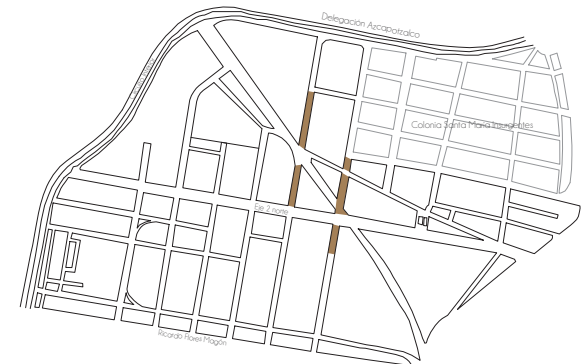 Delegación Azcapotzalco
Colonia Santa María Insurgentes
Eje 2 norte
Ricardo Flores Magón